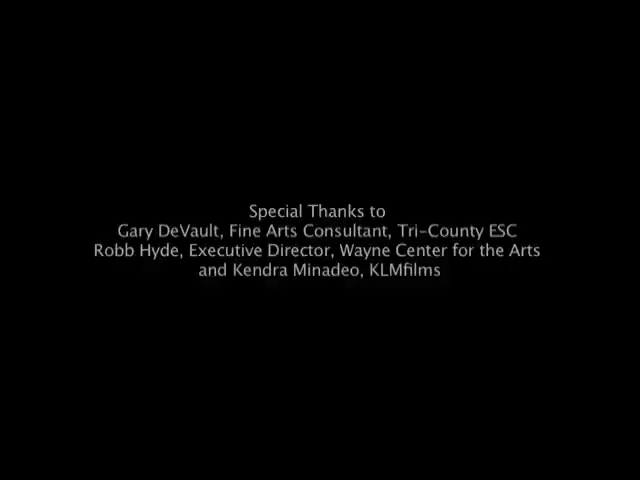 Special Thanks to
Gary DeVault, Fine Arts Consultant, Tri-County ESC
Robb Hyde, Executive Director, Wayne Center for the Arts
and Kendra Minadeo, KLMfilms